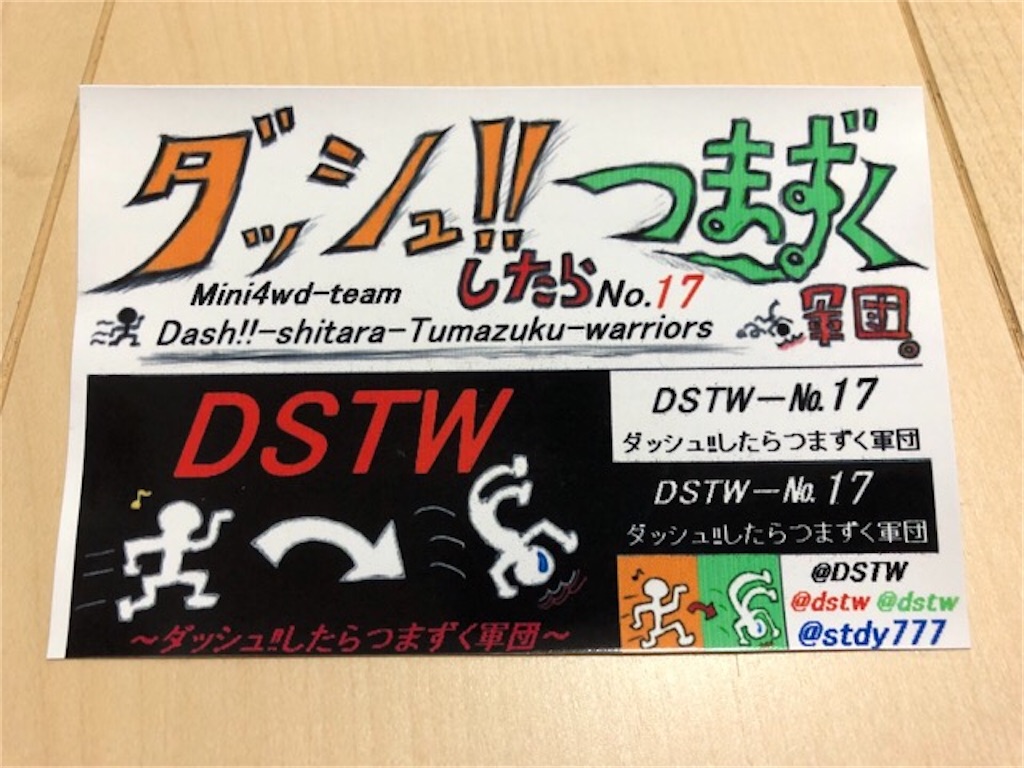 ダッシュ!!つまずく
したら
軍団。
Mini4wd-team
No.17
Dash!!-shitara-Tumazuku-warriors
DSTW
～ダッシュ!!したらつまずく軍団～
DSTW－No.17
ダッシュ!!したらつまずく軍団
DSTW－No.17
ダッシュ!!したらつまずく軍団
@DSTW
@dstw @dstw
@stdy777